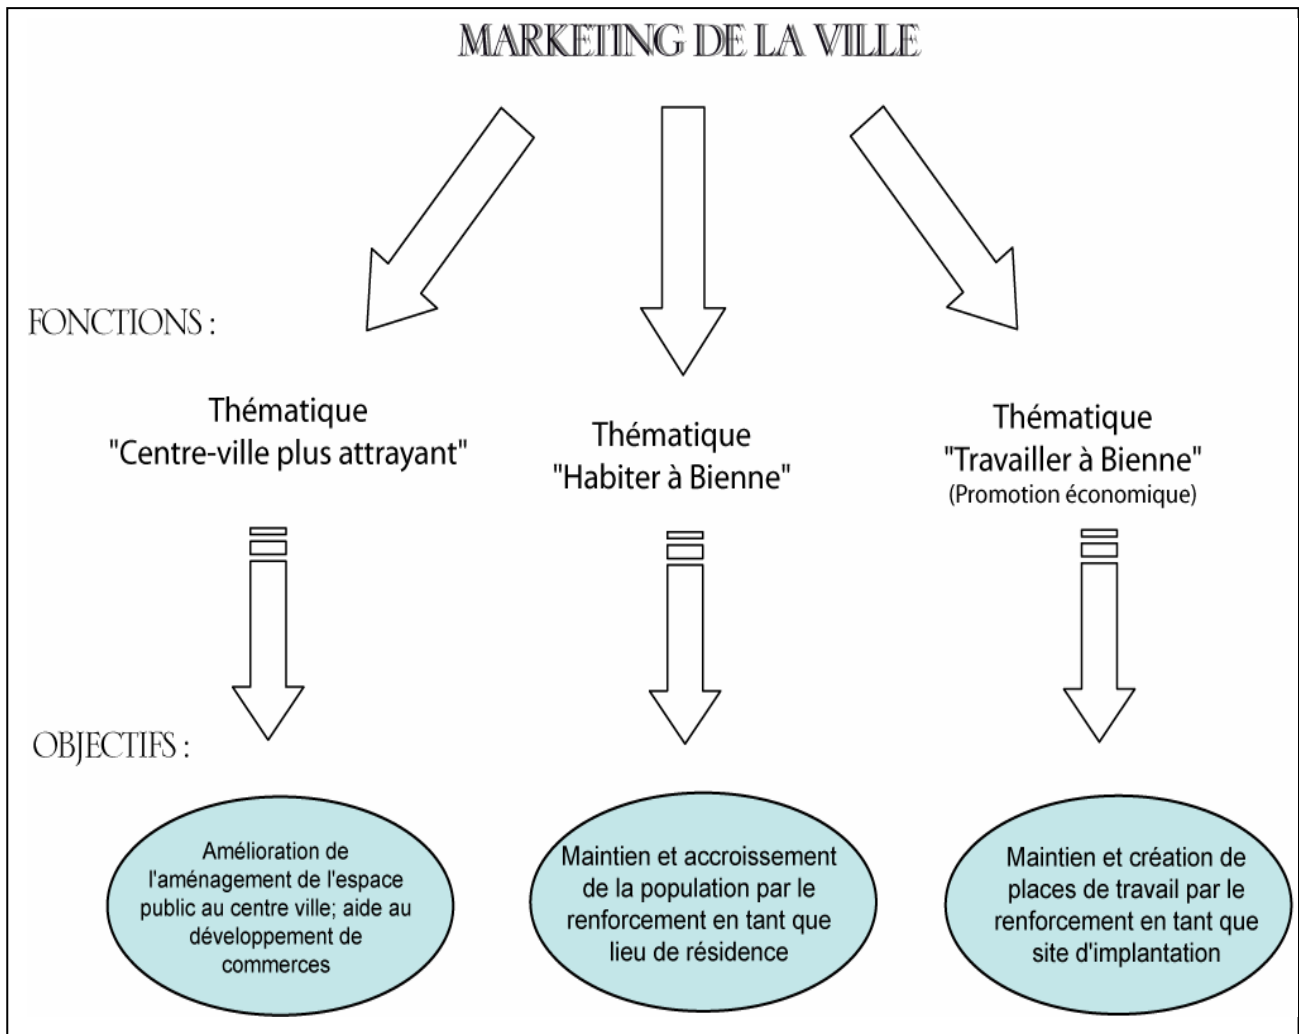 MARKETING DE LA VILLE
FONCTIONS :
Thématique
"Centre-ville plus attrayant"
Thématique
"Habiter à Bienne"
Thématique
"Travailler à Bienne"
(Promotion économique)
OBJECTIFS :
Amélioration de
l'aménagement de l'espace
public au centre ville; aide au
développement de
commerces
Maintien et accroissement
de la population par le
renforcement en tant que
lieu de résidence
Maintien et création de
places de travail par le
renforcement en tant que
site d'implantation